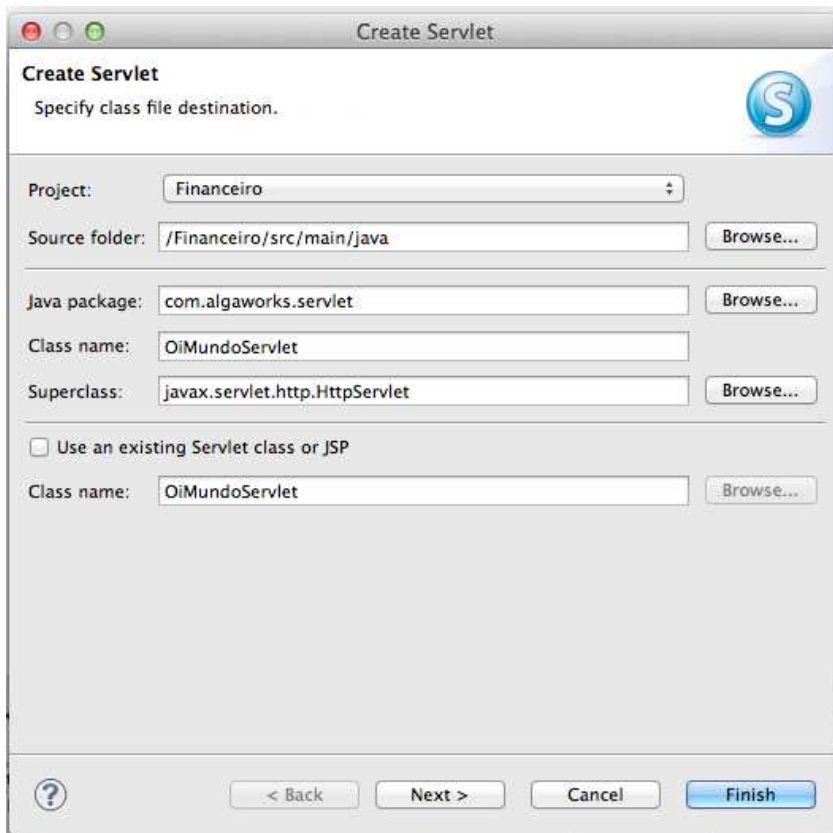 Create Servlet
Create Servlet
Specify class file destination.
S
Project: Financeiro
Source folder: /Financeiro/src/main/java Browse...
Java package: com.algaworks.servlet Browse...
Class name: OiMundoServlet
Superclass: javax.servlet.http.HttpServlet Browse...
Use an existing Servlet class or JSP
Class name: OiMundoServlet Browse...
? < Back Next > Cancel Finish